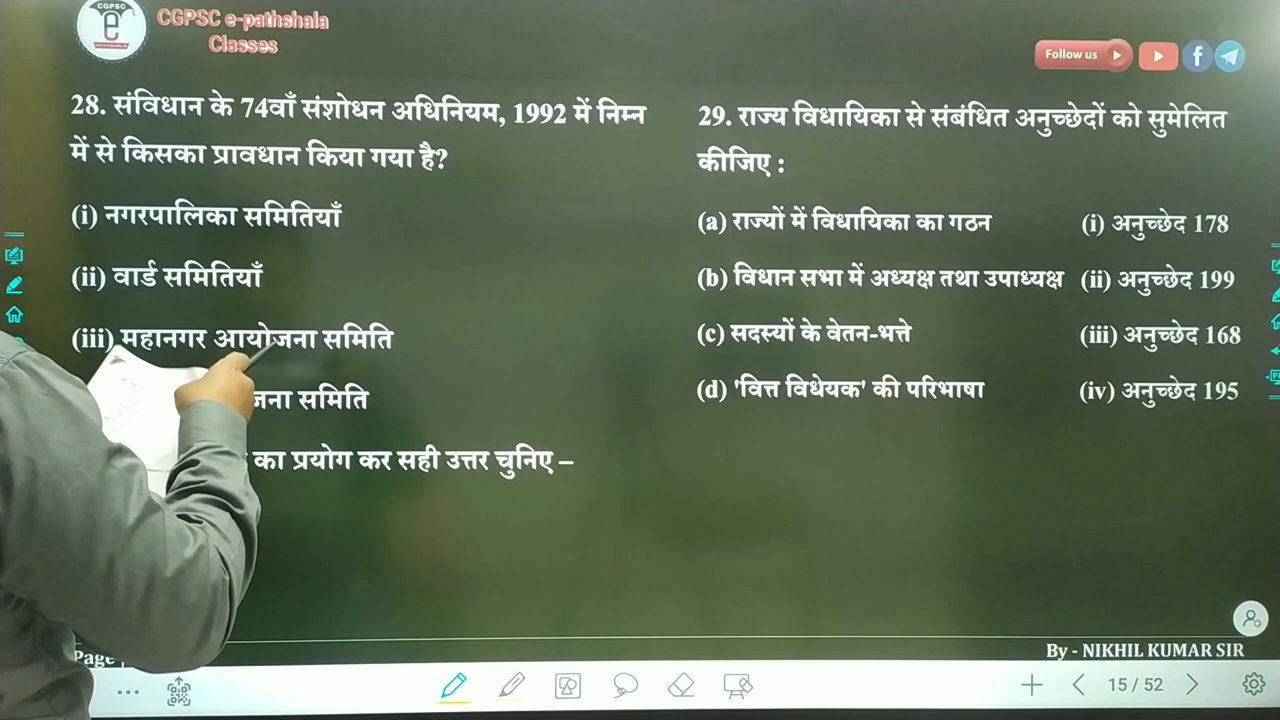 CGPSC
e
CGPSC e-pathshala
Classes
Follow us
28. संविधान के 74वाँ संशोधन अधिनियम, 1992 में निम्न
में से किसका प्रावधान किया गया है?
(i) नगरपालिका समितियाँ
(ii) वार्ड समितियाँ
(iii) महानगर आयोजना समिति
जना समिति
का प्रयोग कर सही उत्तर चुनिए –
29. राज्य विधायिका से संबंधित अनुच्छेदों को सुमेलित
कीजिए :
(a) राज्यों में विधायिका का गठन (i) अनुच्छेद 178
(b) विधान सभा में अध्यक्ष तथा उपाध्यक्ष (ii) अनुच्छेद 199
(c) सदस्यों के वेतन-भत्ते (iii) अनुच्छेद 168
(d) 'वित्त विधेयक' की परिभाषा (iv) अनुच्छेद 195
Page
By - NIKHIL KUMAR SIR
15 / 52